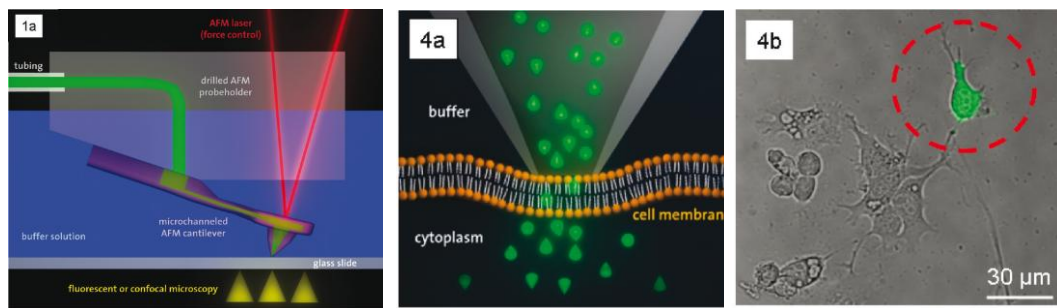 1a
AFM laser
(force control)
tubing
drilled AFM
probeholder
microchanneled
AFM cantilever
buffer solution
glass slide
fluorescent or confocal microscopy
4a
buffer
cell membran
cytoplasm
4b
30 µm